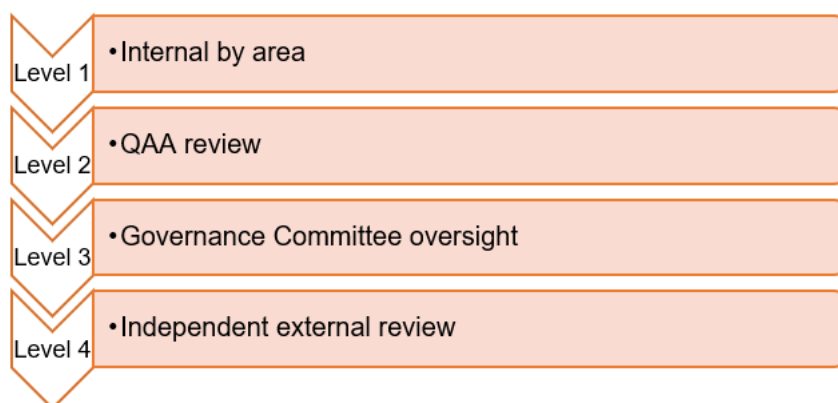 Level 1
•Internal by area
Level 2
•QAA review
Level 3
•Governance Committee oversight
Level 4
•Independent external review